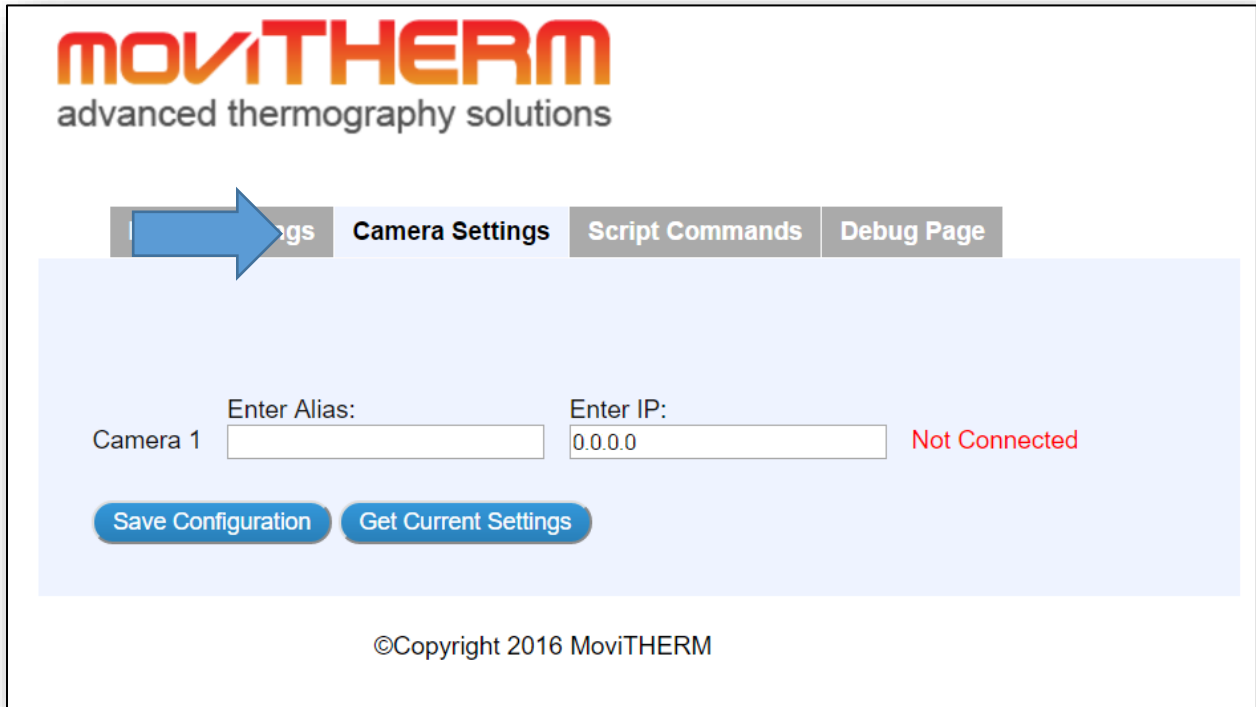 moviTHERM
advanced thermography solutions
ngs Camera Settings Script Commands Debug Page
Enter Alias: Enter IP:
Camera 1 0.0.0.0 Not Connected
Save Configuration Get Current Settings
©Copyright 2016 MoviTHERM